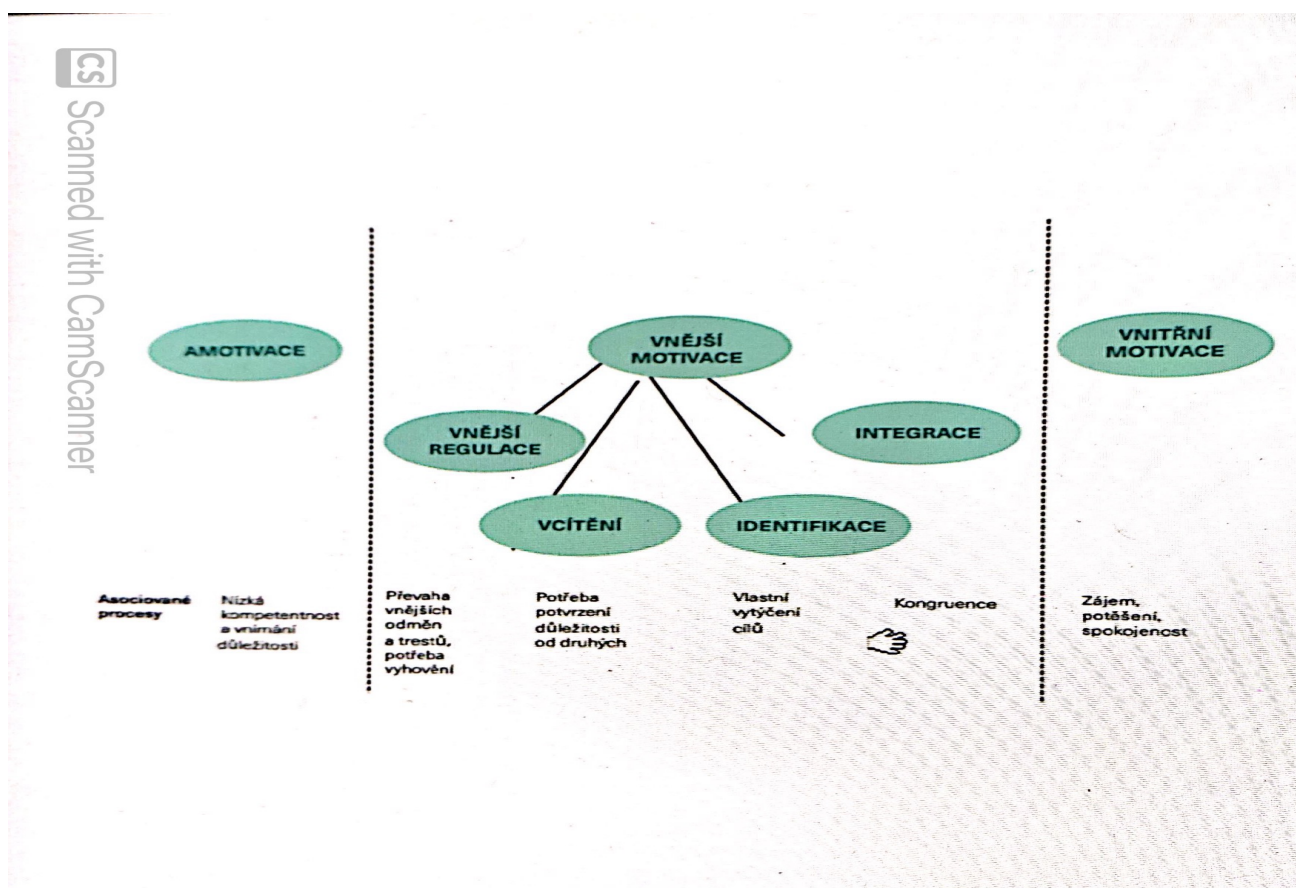 CS Scanned with CamScanner
AMOTIVACE
VNĚJŠÍ
MOTIVACE
VNITŘNÍ
MOTIVACE
VNĚJŠÍ
REGULACE
INTEGRACE
VCÍTĚNÍ
IDENTIFIKACE
Asociované
procesy
Nízká
kompetentnost
a vnímání
důležitosti
Převaha
vnějších
odměn
a trestů,
potřeba
vyhovění
Potřeba
potvrzení
důležitosti
od druhých
Vlastní
vytýčení
cílů
Kongruence
Zájem,
potěšení,
spokojenost